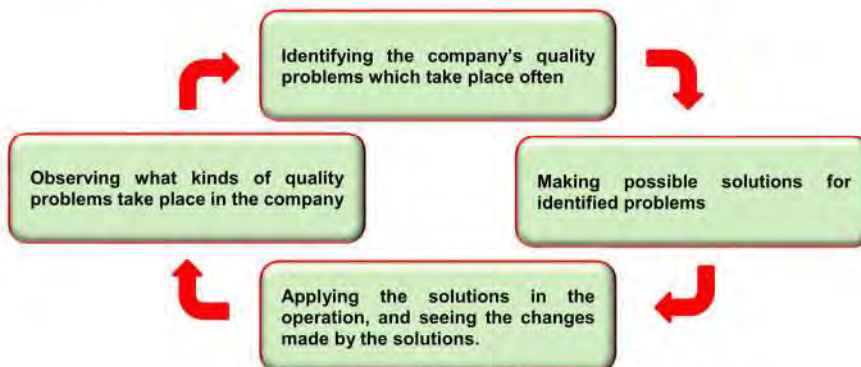 Identifying the company's quality
problems which take place often
Observing what kinds of quality
problems take place in the company
Making possible solutions for
identified problems
Applying the solutions in the
operation, and seeing the changes
made by the solutions.